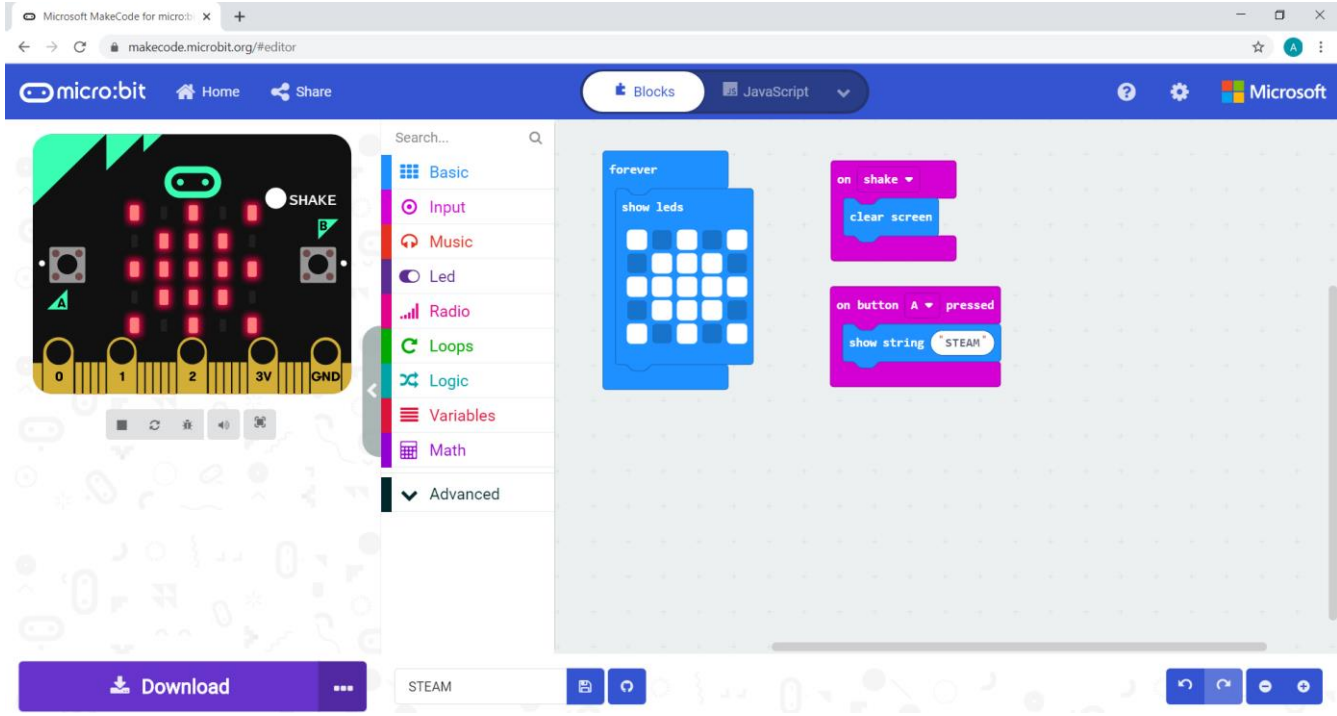 Microsoft MakeCode for micro:b
makecode.microbit.org/#editor
A
micro:bit
Home
Share
Blocks
JS JavaScript
?
Microsoft
SHAKE
B
A
0 1 2 3V GND
Search...
Basic
Input
Music
Led
Radio
Loops
Logic
Variables
Math
Advanced
forever
show leds
on shake
clear screen
on button A pressed
show string "STEAM"
Download
STEAM